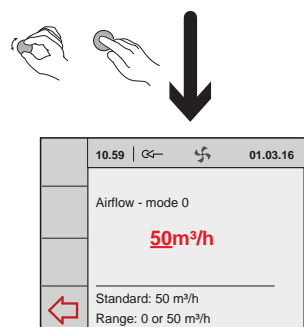 10.59 01.03.16
Airflow - mode 0
50m³/h
Standard: 50 m³/h
Range: 0 or 50 m³/h